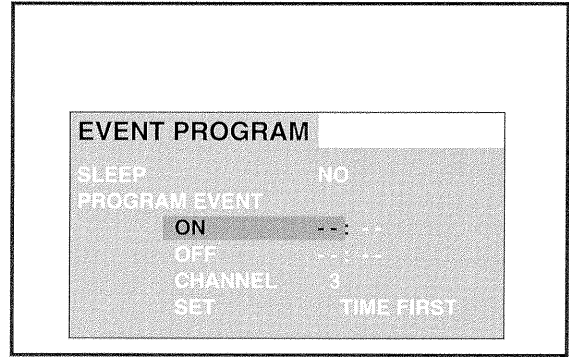 EVENT PROGRAM
SLEEP NO
PROGRAM EVENT
ON - - : - -
OFF - - : - -
CHANNEL 3
SET TIME FIRST